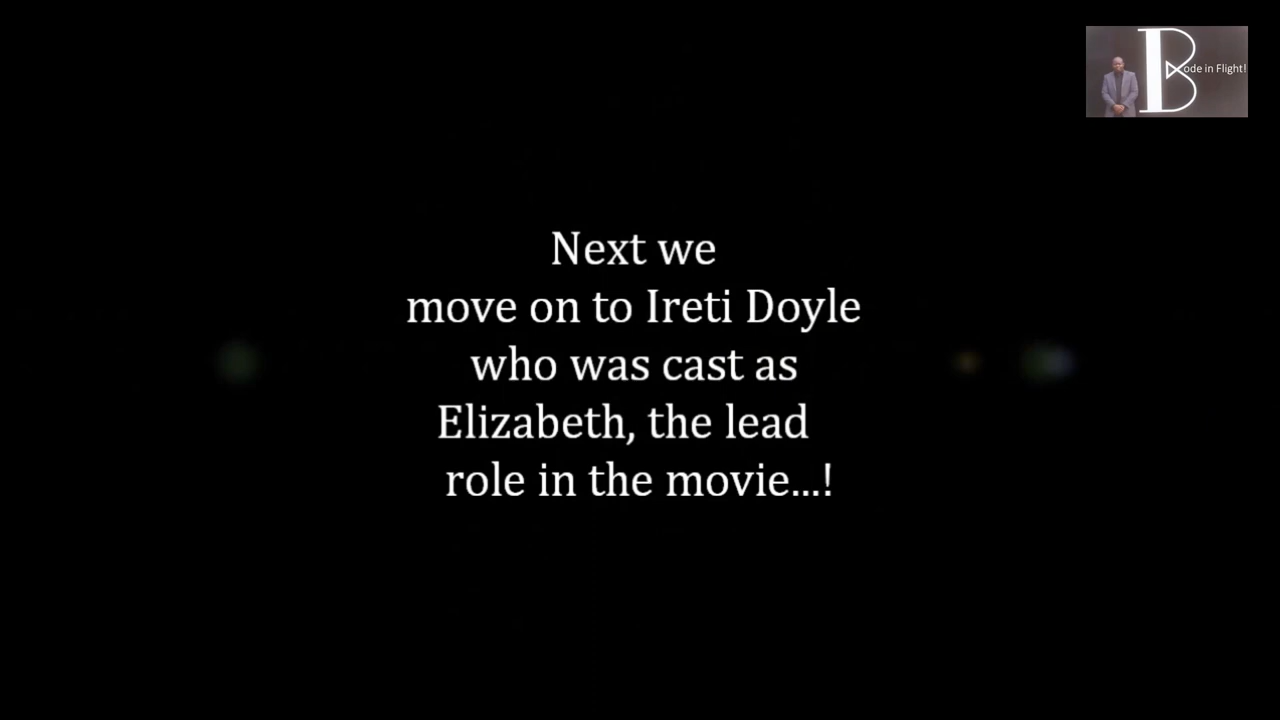 Bode in Flight!
Next we
move on to Ireti Doyle
who was cast as
Elizabeth, the lead
role in the movie...!